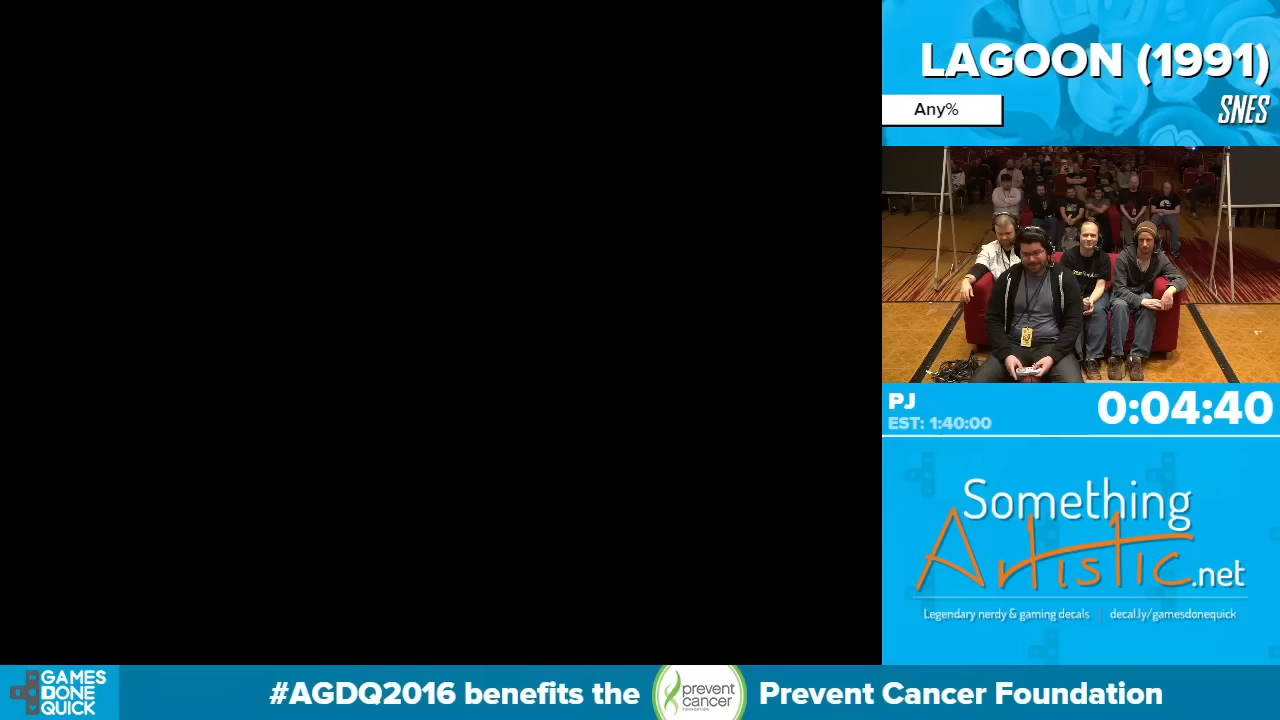 LAGOON (1991)
Any%
SNES
PJ
EST: 1:40:00
0:04:40
Something
Artistic.net
Legendary nerdy & gaming decals | decal.ly/gamesdonequick
GAMES
DONE
QUICK
#AGDQ2016 benefits the
prevent
cancer
FOUNDATION
Prevent Cancer Foundation